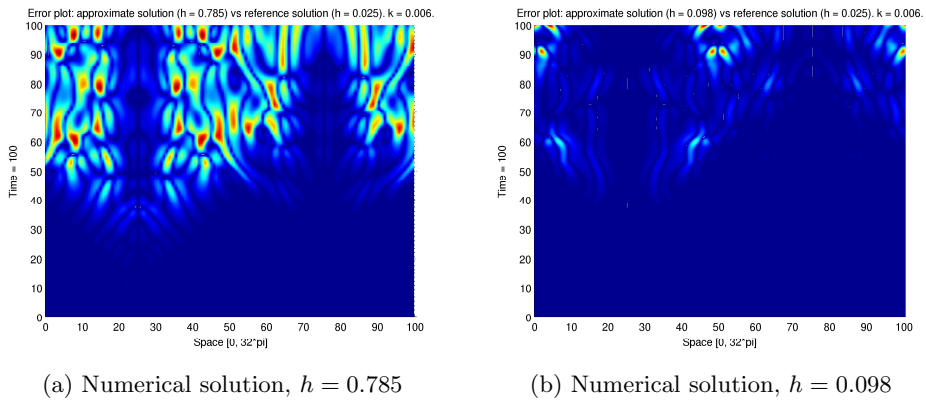 Error plot: approximate solution (h = 0.785) vs reference solution (h = 0.025). k = 0.006.
100
90
80
70
60
50
40
30
20
10
0
Time = 100
0 10 20 30 40 50 60 70 80 90 100
Space [0, 32*pi]
(a) Numerical solution, h = 0.785
Error plot: approximate solution (h = 0.098) vs reference solution (h = 0.025). k = 0.006.
100
90
80
70
60
50
40
30
20
10
0
Time = 100
0 10 20 30 40 50 60 70 80 90 100
Space [0, 32*pi]
(b) Numerical solution, h = 0.098